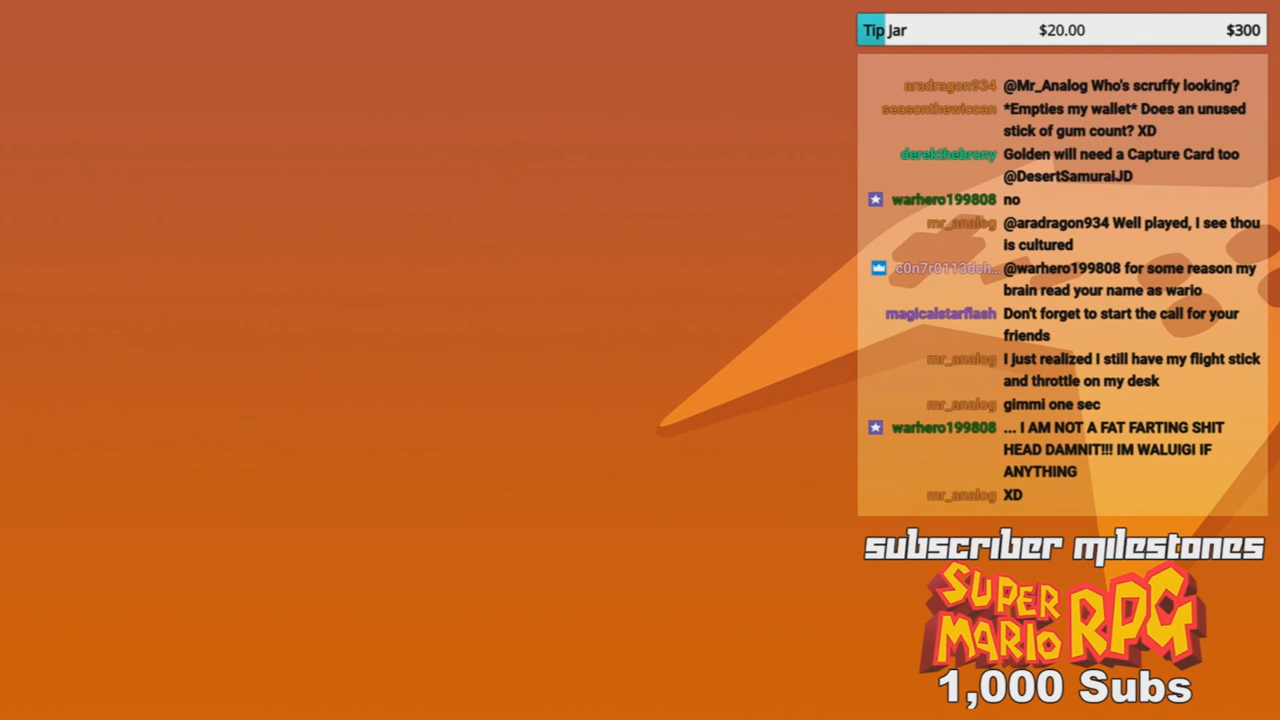 Tip Jar $20.00 $300
aradragon934 @Mr_Analog Who's scruffy looking?
seasonthewiccan *Empties my wallet* Does an unused
stick of gum count? XD
derekthebrony Golden will need a Capture Card too
@DesertSamuraiJD
warhero199808 no
mr_analog @aradragon934 Well played, I see thou
is cultured
c0n7r0113dch... @warhero199808 for some reason my
brain read your name as wario
magicalstarflash Don't forget to start the call for your
friends
mr_analog I just realized I still have my flight stick
and throttle on my desk
mr_analog gimmi one sec
warhero199808 ... I AM NOT A FAT FARTING SHIT
HEAD DAMNIT!!! IM WALUIGI IF
ANYTHING
mr_analog XD
subscriber milestones
SUPER
MARIO RPG
1,000 Subs